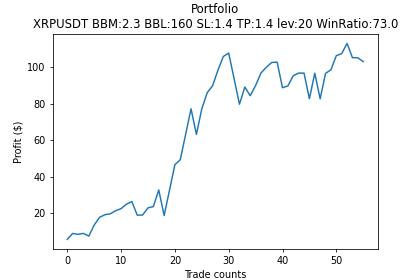 Portfolio
XRPUSDT BBM:2.3 BBL:160 SL:1.4 TP:1.4 lev:20 WinRatio:73.0
100
80
60
40
20
Profit ($)
0 10 20 30 40 50
Trade counts